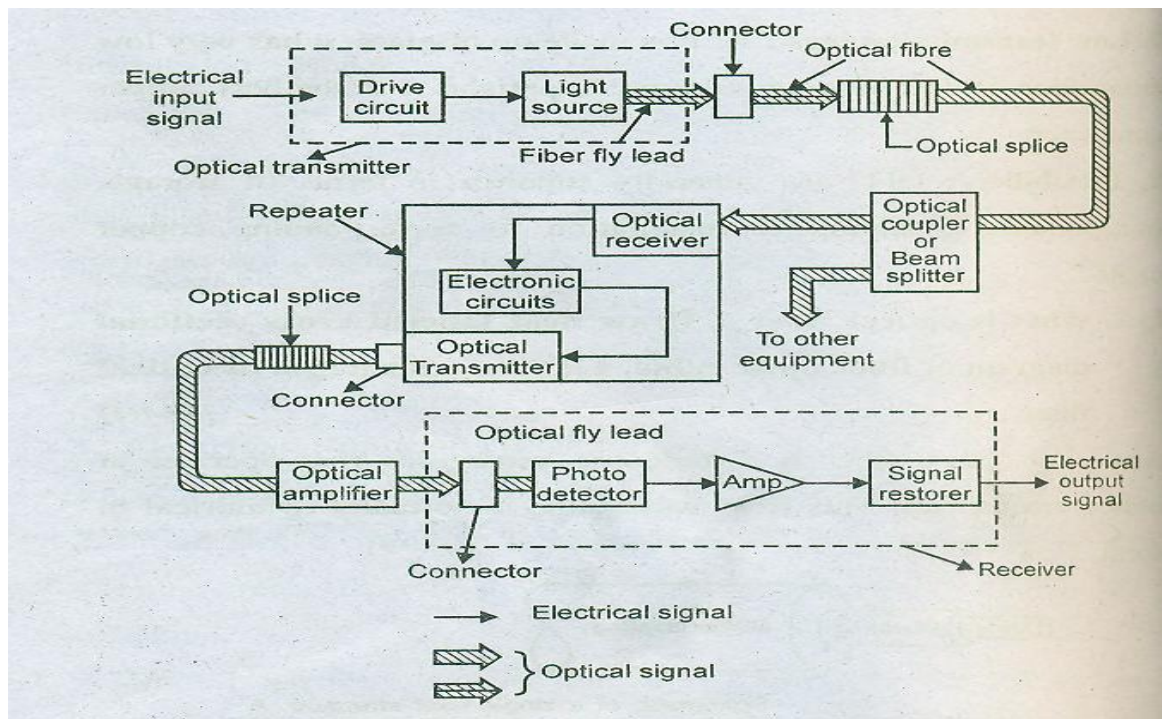 Connector
Optical fibre
Electrical
input
signal
Drive
circuit
Light
source
Fiber fly lead
Optical splice
Optical transmitter
Repeater
Optical
receiver
Optical
coupler
or
Beam
splitter
Electronic
circuits
Optical splice
To other
equipment
Optical
Transmitter
Connector
Optical fly lead
Optical
amplifier
Photo
detector
Amp.
Signal
restorer
Electrical
output
signal
Connector
Receiver
Electrical signal
Optical signal